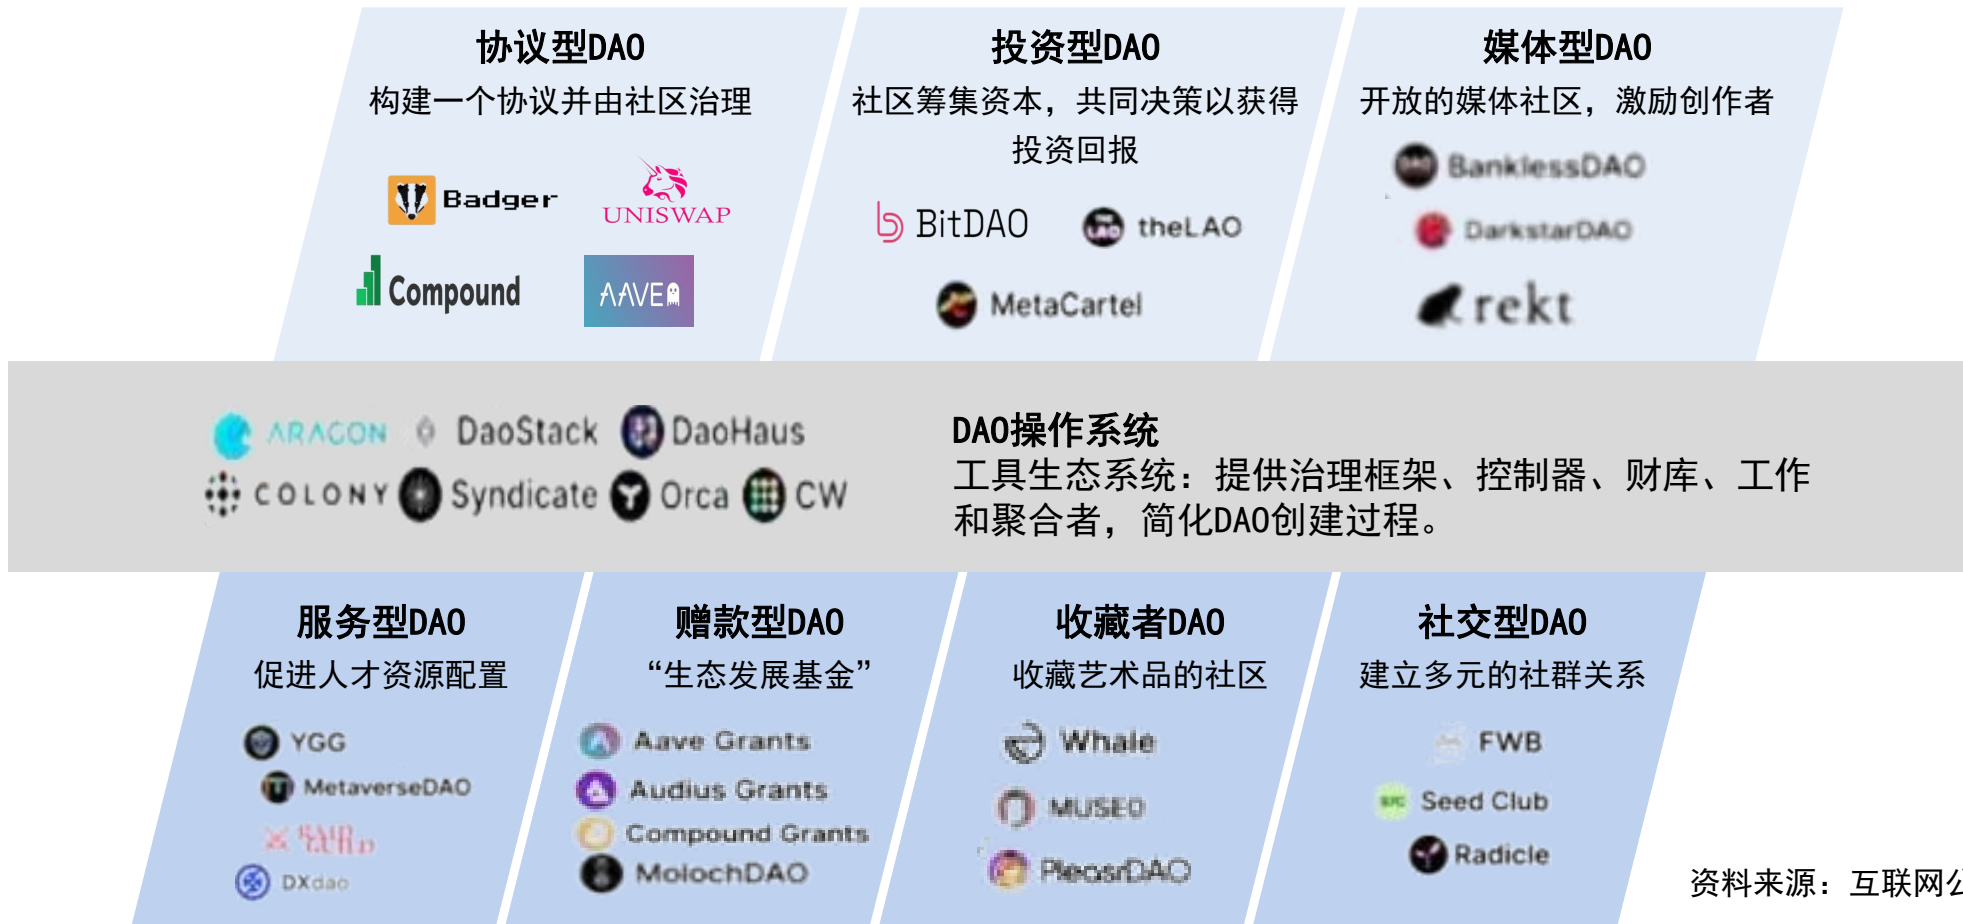 协议型DAO
构建一个协议并由社区治理
Badger
UNISWAP
Compound
AAVE
投资型DAO
社区筹集资本，共同决策以获得
投资回报
BitDAO
theLAO
MetaCartel
媒体型DAO
开放的媒体社区，激励创作者
BanklessDAO
DarkstarDAO
rekt
ARAGON
DaoStack
DaoHaus
COLONY
Syndicate
Orca
CW
DAO操作系统
工具生态系统：提供治理框架、控制器、财库、工作
和聚合者，简化DAO创建过程。
服务型DAO
促进人才资源配置
YGG
MetaverseDAO
DXdao
赠款型DAO
“生态发展基金”
Aave Grants
Audius Grants
Compound Grants
MolochDAO
收藏者DAO
收藏艺术品的社区
Whale
MUSE0
PleasrDAO
社交型DAO
建立多元的社群关系
FWB
Seed Club
Radicle
资料来源：互联网公